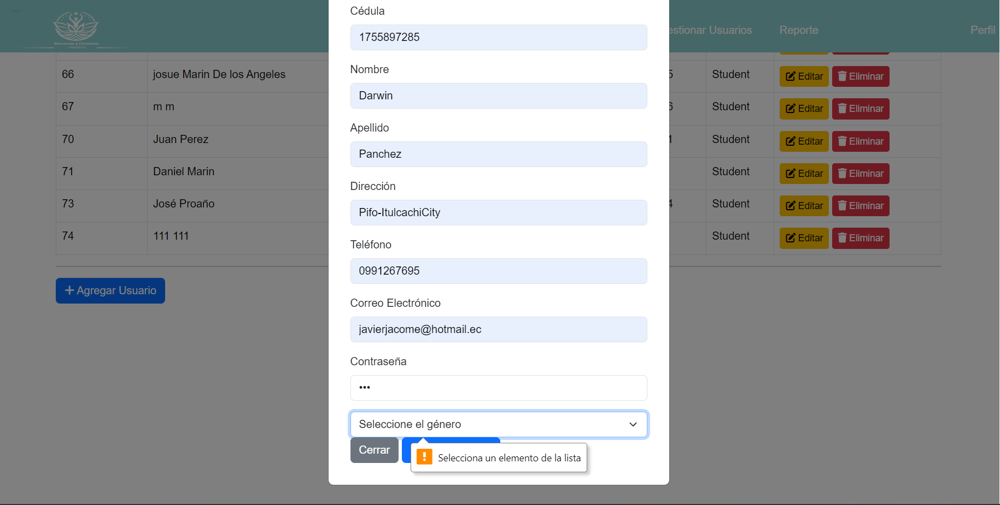 Bienestar y Conexión
Holística
estionar Usuarios
Reporte
Perfil
Cédula
1755897285
Nombre
Darwin
Apellido
Panchez
Dirección
Pifo-ItulcachiCity
Teléfono
0991267695
Correo Electrónico
javierjacome@hotmail.ec
Contraseña
•••
Seleccione el género
Cerrar
Selecciona un elemento de la lista
66 josue Marin De los Angeles 5 Student Editar Eliminar
67 m m 6 Student Editar Eliminar
70 Juan Perez 1 Student Editar Eliminar
71 Daniel Marin Student Editar Eliminar
73 José Proaño 4 Student Editar Eliminar
74 111 111 Student Editar Eliminar
Agregar Usuario